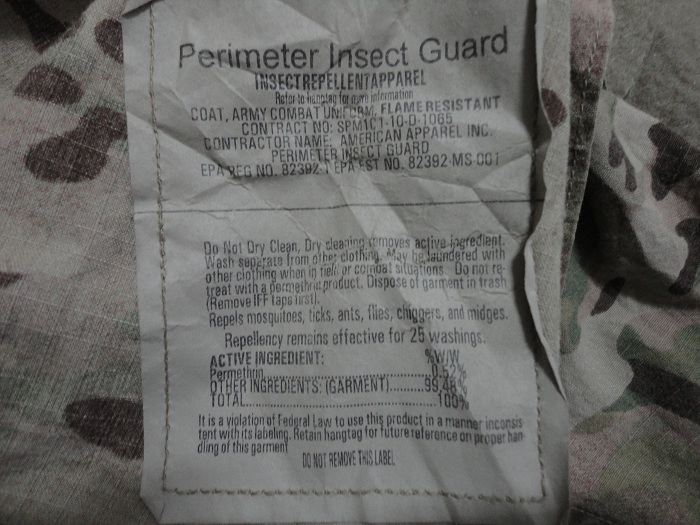 Perimeter Insect Guard
INSECT REPELLENT APPAREL
Refer to hangtag for more information
COAT, ARMY COMBAT UNIFORM, FLAME RESISTANT
CONTRACT NO: SPM1C1-10-D-1065
CONTRACTOR NAME: AMERICAN APPAREL INC.
PERIMETER INSECT GUARD
EPA REG NO. 82392-1 EPA EST NO. 82392-MS-001
Do Not Dry Clean, Dry cleaning removes active ingredient.
Wash separate from other clothing. May be laundered with
other clothing when in field or combat situations. Do not re-
treat with a permethrin product. Dispose of garment in trash
(Remove IFF tape first).
Repels mosquitoes, ticks, ants, flies, chiggers, and midges.
Repellency remains effective for 25 washings.
ACTIVE INGREDIENT: %W/W
Permethrin 0.52%
OTHER INGREDIENTS: (GARMENT) 99.48%
TOTAL 100%
It is a violation of Federal Law to use this product in a manner inconsis-
tent with its labeling. Retain hangtag for future reference on proper han-
dling of this garment
DO NOT REMOVE THIS LABEL